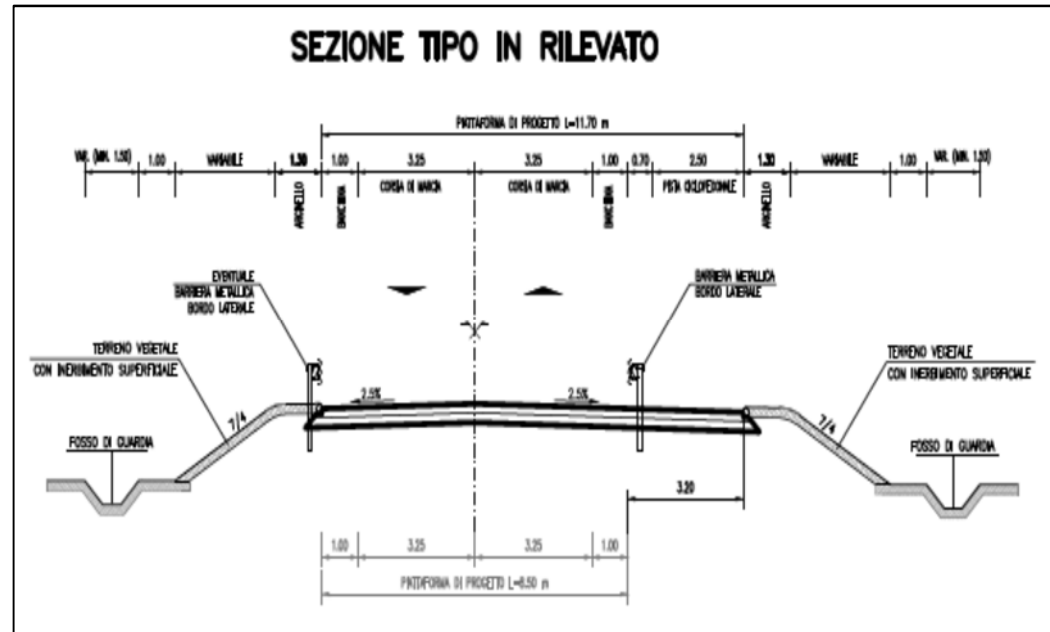 SEZIONE TIPO IN RILEVATO
PIATTAFORMA DI PROGETTO L=11.70 m
VAR. (MIN. 1.50) 1.00 VARIABILE 1.30 1.00 3.25 3.25 1.00 0.70 2.50 1.30 VARIABILE 1.00 VAR. (MIN. 1.50)
ARGINELLO BANCHINA CORSIA DI MARCIA CORSIA DI MARCIA BANCHINA PISTA CICLOPEDONALE ARGINELLO
EVENTUALE
BARRIERA METALLICA
BORDO LATERALE
BARRIERA METALLICA
BORDO LATERALE
TERRENO VEGETALE
CON INERBIMENTO SUPERFICIALE
TERRENO VEGETALE
CON INERBIMENTO SUPERFICIALE
2.5% 2.5%
7/4 7/4
FOSSO DI GUARDIA FOSSO DI GUARDIA
3.20
1.00 3.25 3.25 1.00
PIATTAFORMA DI PROGETTO L=8.50 m